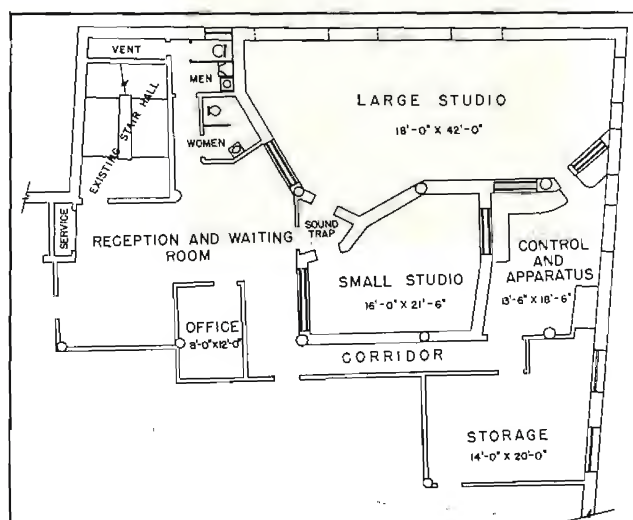 VENT
MEN
WOMEN
EXISTING STAIR HALL
SERVICE
LARGE STUDIO
18'-0" X 42'-0"
SOUND
TRAP
RECEPTION AND WAITING
ROOM
SMALL STUDIO
16'-0" X 21'-6"
CONTROL
AND
APPARATUS
13'-6" X 18'-6"
OFFICE
8'-0" X 12'-0"
CORRIDOR
STORAGE
14'-0" X 20'-0"